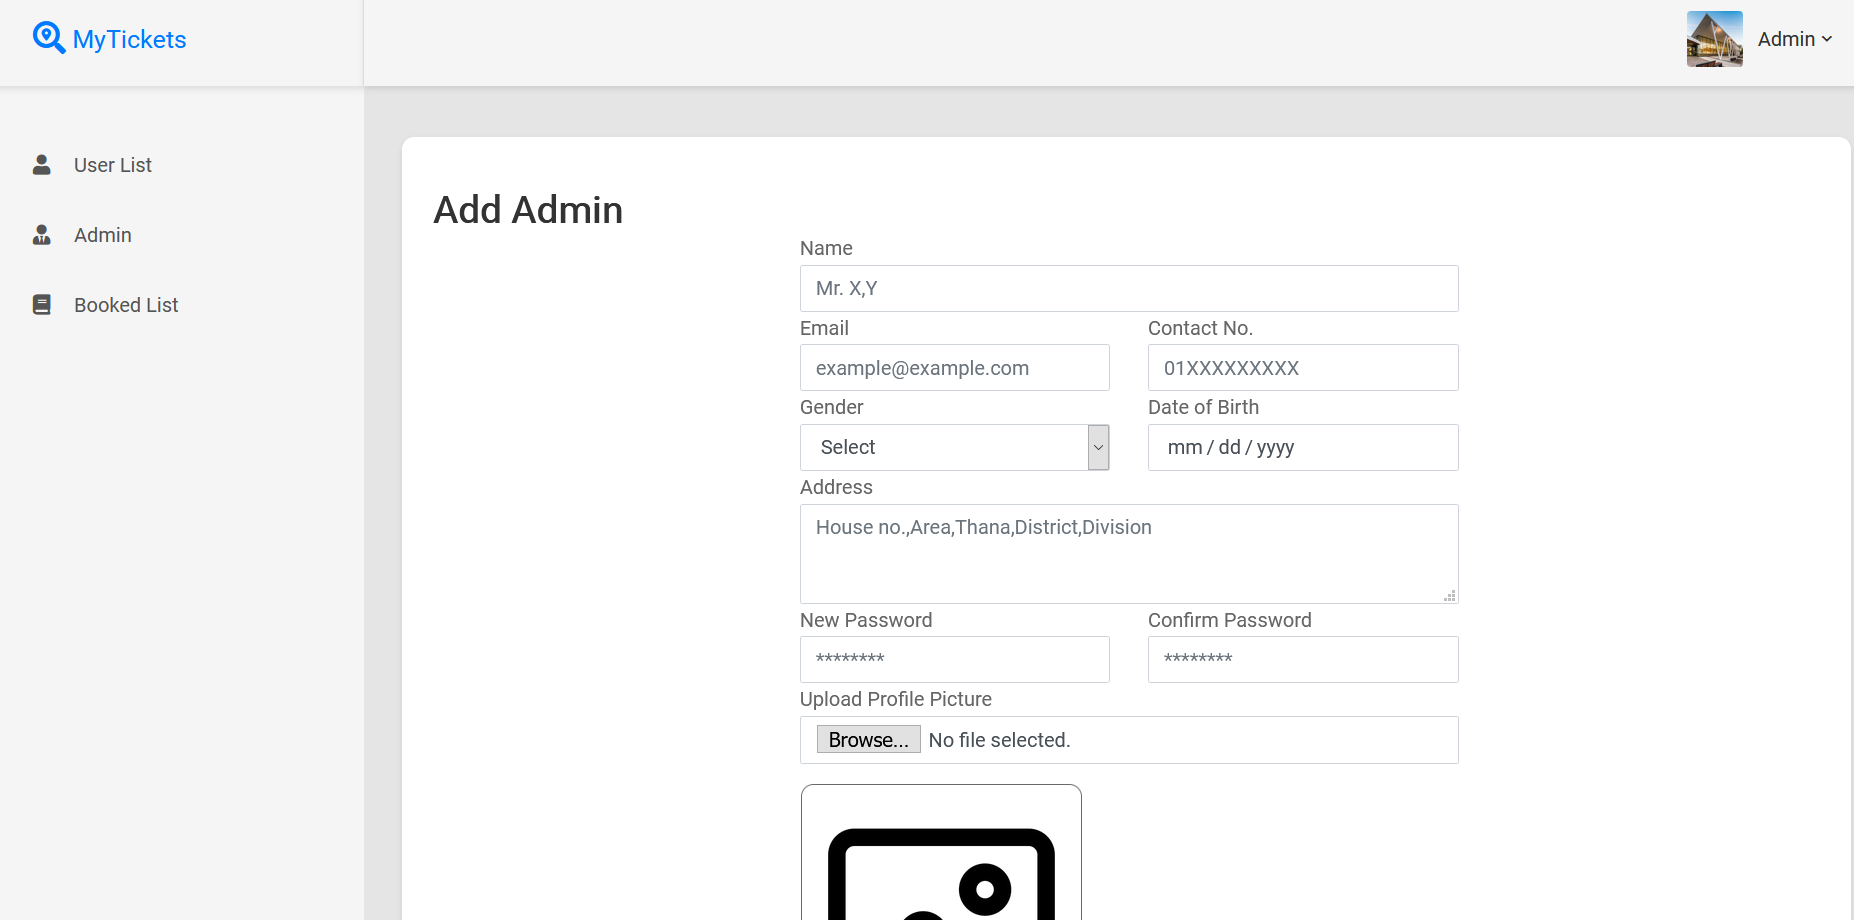 MyTickets
Admin
User List
Admin
Booked List
Add Admin
Name
Mr. X,Y
Email
Contact No.
example@example.com
01XXXXXXXXX
Gender
Date of Birth
Select
mm / dd / yyyy
Address
House no.,Area,Thana,District,Division
New Password
Confirm Password
********
********
Upload Profile Picture
Browse... No file selected.